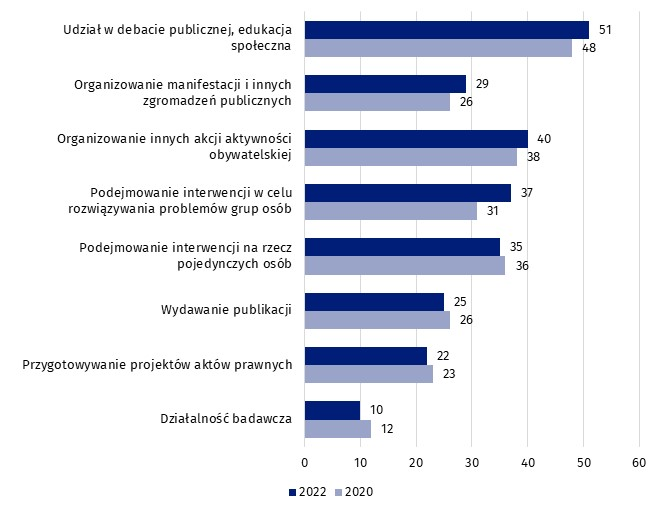 Udział w debacie publicznej, edukacja
społeczna
51
48
Organizowanie manifestacji i innych
zgromadzeń publicznych
29
26
Organizowanie innych akcji aktywności
obywatelskiej
40
38
Podejmowanie interwencji w celu
rozwiązywania problemów grup osób
37
31
Podejmowanie interwencji na rzecz
pojedynczych osób
35
36
Wydawanie publikacji
25
26
Przygotowywanie projektów aktów prawnych
22
23
Działalność badawcza
10
12
0 10 20 30 40 50 60
2022 2020